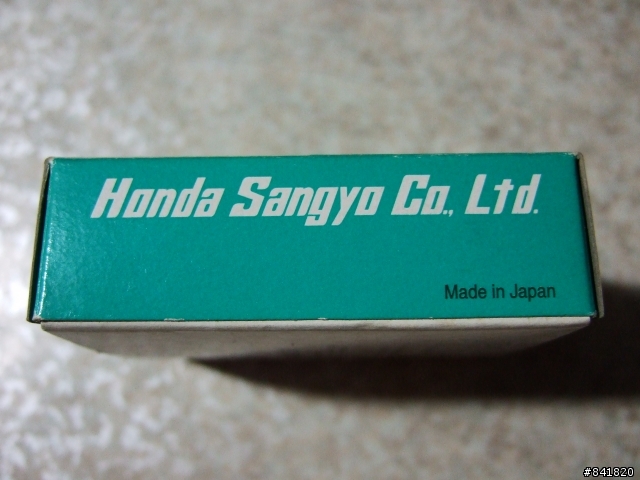 Honda Sangyo Co., Ltd.
Made in Japan
#841820